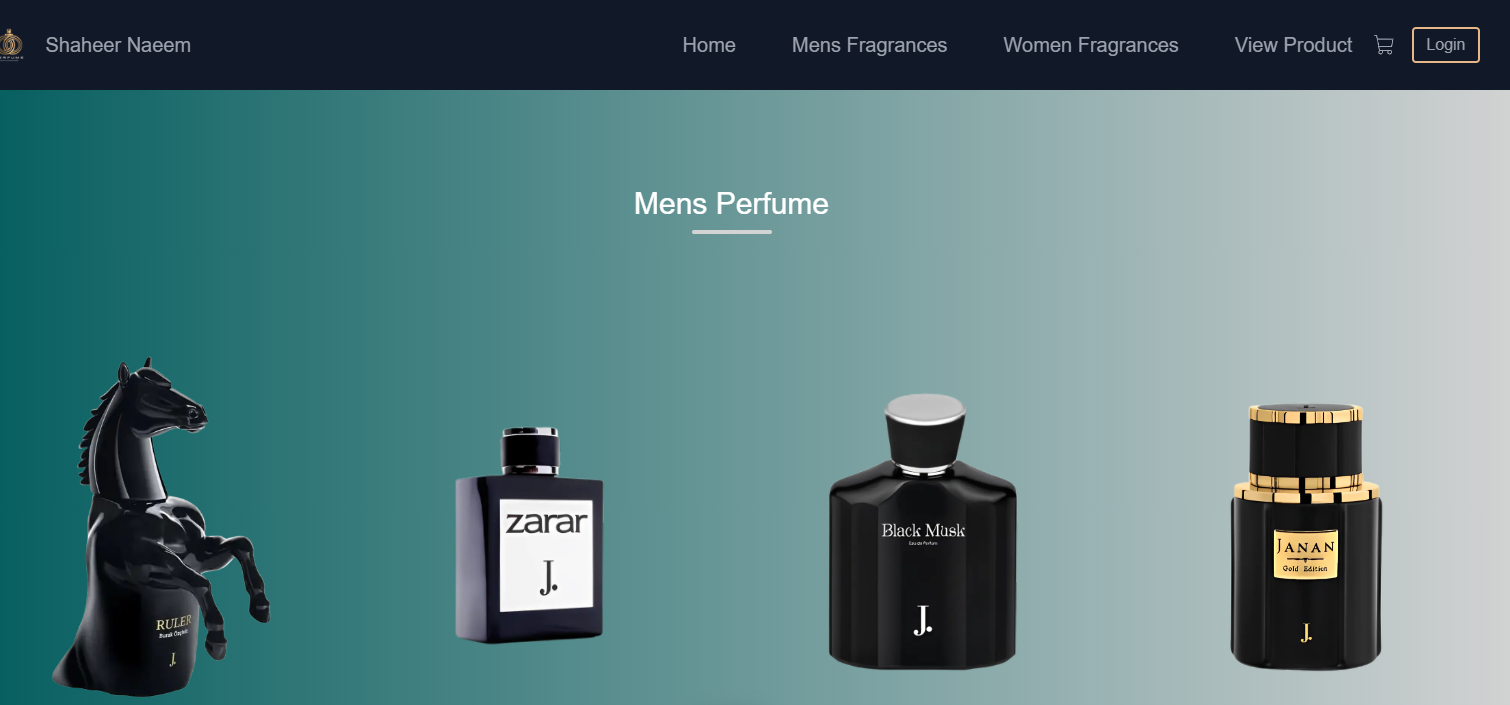 Shaheer Naeem
Home
Mens Fragrances
Women Fragrances
View Product
Login
Mens Perfume
RULER
Burak Özçivit
J.
zarar
J.
Black Musk
Eau de Parfum
J.
JANAN
Gold Edition
J.